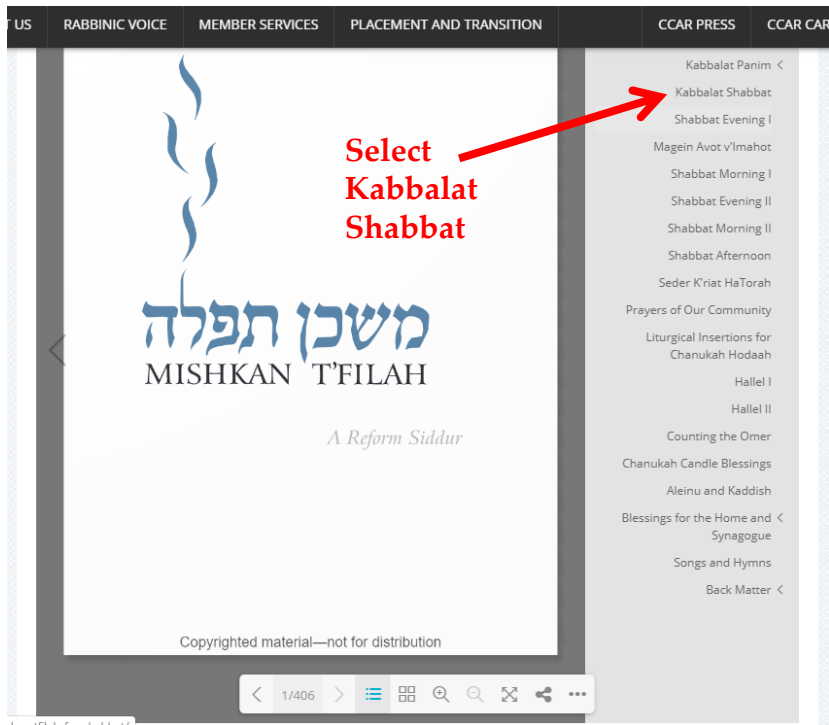 T US RABBINIC VOICE MEMBER SERVICES PLACEMENT AND TRANSITION CCAR PRESS CCAR CAR
Select
Kabbalat
Shabbat
משכן תפלה
MISHKAN T'FILAH
A Reform Siddur
Copyrighted material—not for distribution
Kabbalat Panim
Kabbalat Shabbat
Shabbat Evening I
Magein Avot v'Imahot
Shabbat Morning I
Shabbat Evening II
Shabbat Morning II
Shabbat Afternoon
Seder K'riat HaTorah
Prayers of Our Community
Liturgical Insertions for
Chanukah Hodaah
Hallel I
Hallel II
Counting the Omer
Chanukah Candle Blessings
Aleinu and Kaddish
Blessings for the Home and
Synagogue
Songs and Hymns
Back Matter
1/406